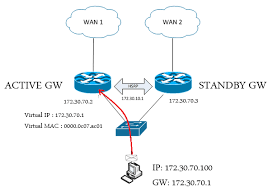 WAN 1
WAN 2
ACTIVE GW
HSRP
STANDBY GW
172.30.70.2
172.30.10.1
172.30.70.3
Virtual IP : 172.30.70.1
Virtual MAC : 0000.0c07.ac01
IP: 172.30.70.100
GW: 172.30.70.1